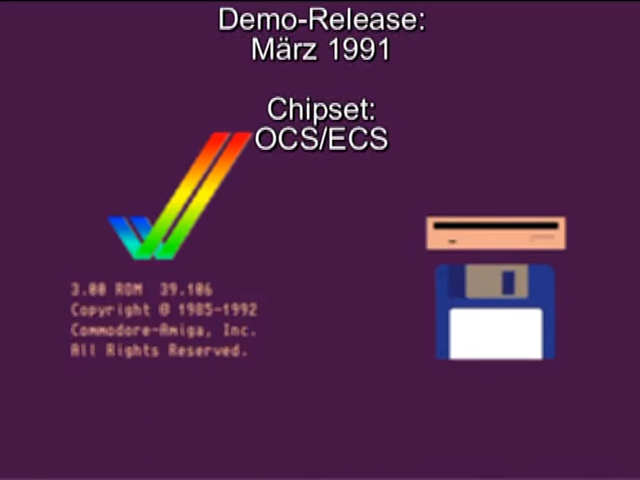 Demo-Release:
März 1991
Chipset:
OCS/ECS
3.00 ROM 39.106
Copyright © 1985-1992
Commodore-Amiga, Inc.
All Rights Reserved.